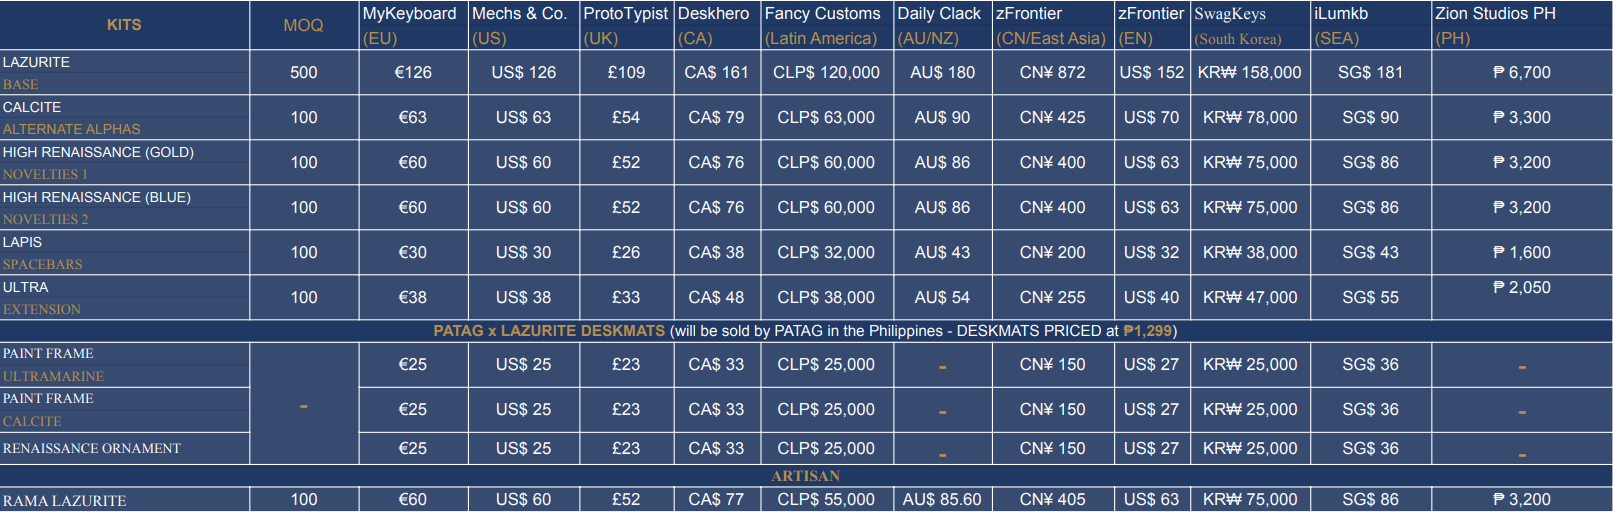 KITS MOQ MyKeyboard Mechs & Co. ProtoTypist Deskhero Fancy Customs Daily Clack zFrontier zFrontier SwagKeys iLumkb Zion Studios PH
(EU) (US) (UK) (CA) (Latin America) (AU/NZ) (CN/East Asia) (EN) (South Korea) (SEA) (PH)
LAZURITE
BASE
500 €126 US$ 126 £109 CA$ 161 CLP$ 120,000 AU$ 180 CN¥ 872 US$ 152 KR₩ 158,000 SG$ 181 ₱ 6,700
CALCITE
ALTERNATE ALPHAS
100 €63 US$ 63 £54 CA$ 79 CLP$ 63,000 AU$ 90 CN¥ 425 US$ 70 KR₩ 78,000 SG$ 90 ₱ 3,300
HIGH RENAISSANCE (GOLD)
NOVELTIES 1
100 €60 US$ 60 £52 CA$ 76 CLP$ 60,000 AU$ 86 CN¥ 400 US$ 63 KR₩ 75,000 SG$ 86 ₱ 3,200
HIGH RENAISSANCE (BLUE)
NOVELTIES 2
100 €60 US$ 60 £52 CA$ 76 CLP$ 60,000 AU$ 86 CN¥ 400 US$ 63 KR₩ 75,000 SG$ 86 ₱ 3,200
LAPIS
SPACEBARS
100 €30 US$ 30 £26 CA$ 38 CLP$ 32,000 AU$ 43 CN¥ 200 US$ 32 KR₩ 38,000 SG$ 43 ₱ 1,600
ULTRA
EXTENSION
100 €38 US$ 38 £33 CA$ 48 CLP$ 38,000 AU$ 54 CN¥ 255 US$ 40 KR₩ 47,000 SG$ 55 ₱ 2,050
PATAG x LAZURITE DESKMATS (will be sold by PATAG in the Philippines - DESKMATS PRICED at ₱1,299)
PAINT FRAME
ULTRAMARINE
€25 US$ 25 £23 CA$ 33 CLP$ 25,000 - CN¥ 150 US$ 27 KR₩ 25,000 SG$ 36 -
PAINT FRAME
CALCITE
- €25 US$ 25 £23 CA$ 33 CLP$ 25,000 - CN¥ 150 US$ 27 KR₩ 25,000 SG$ 36 -
RENAISSANCE ORNAMENT €25 US$ 25 £23 CA$ 33 CLP$ 25,000 - CN¥ 150 US$ 27 KR₩ 25,000 SG$ 36 -
ARTISAN
RAMA LAZURITE 100 €60 US$ 60 £52 CA$ 77 CLP$ 55,000 AU$ 85.60 CN¥ 405 US$ 63 KR₩ 75,000 SG$ 86 ₱ 3,200